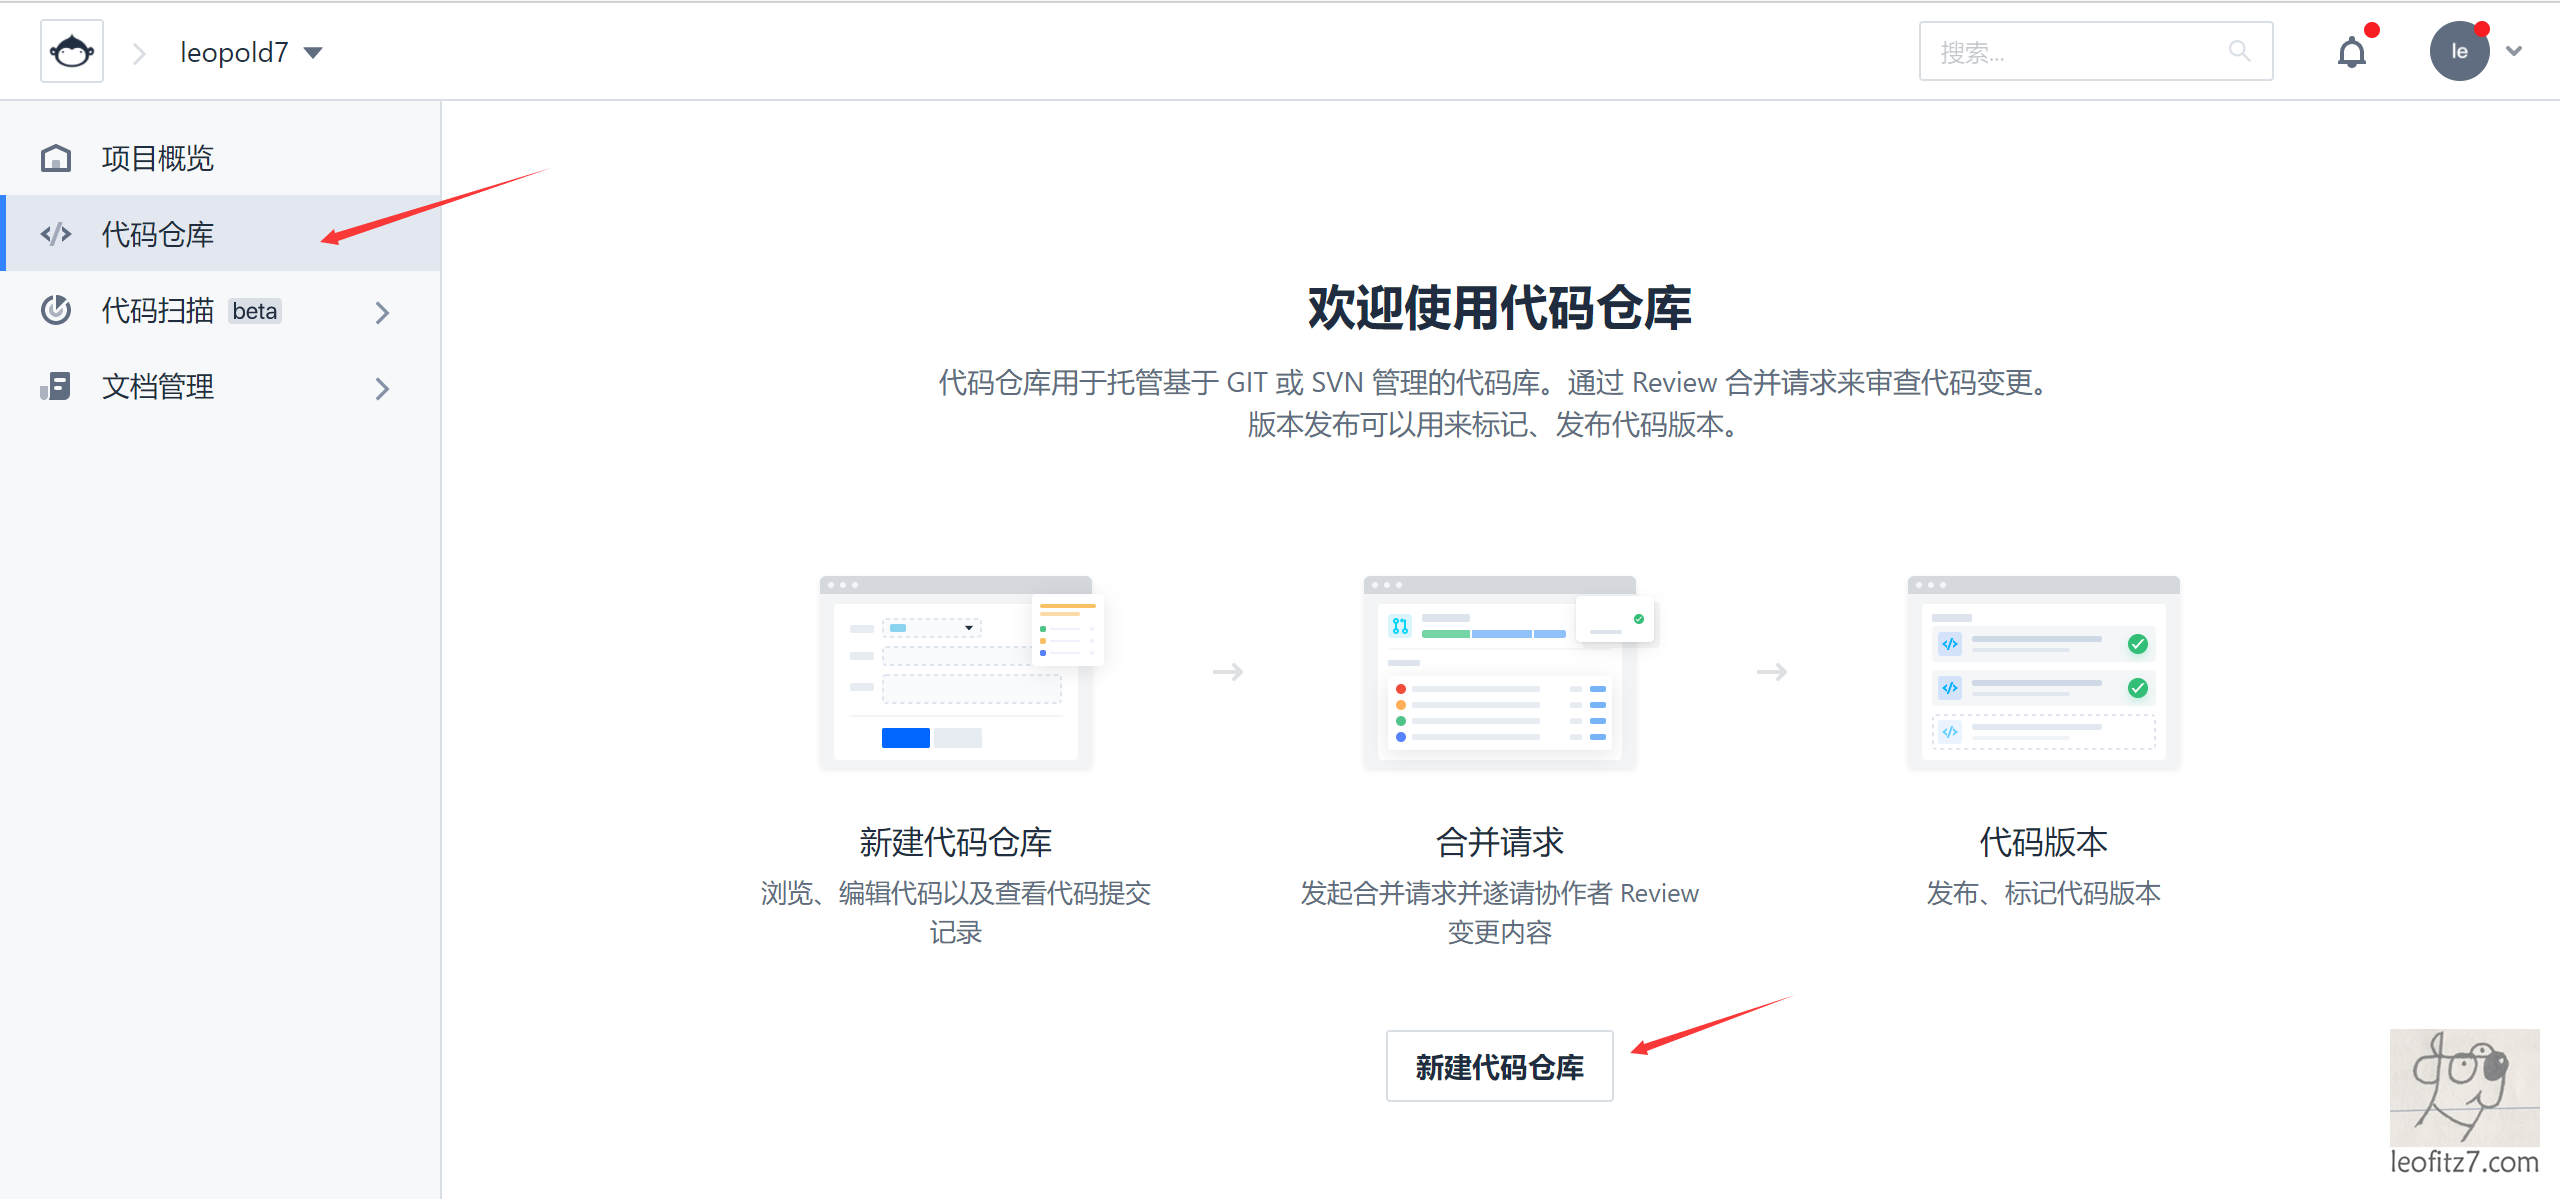 leopold7
搜索...
le
项目概览
代码仓库
代码扫描 beta
文档管理
欢迎使用代码仓库
代码仓库用于托管基于 GIT 或 SVN 管理的代码库。通过 Review 合并请求来审查代码变更。
版本发布可以用来标记、发布代码版本。
新建代码仓库
浏览、编辑代码以及查看代码提交
记录
合并请求
发起合并请求并邀请协作者 Review
变更内容
代码版本
发布、标记代码版本
新建代码仓库
dog
leofitz7.com